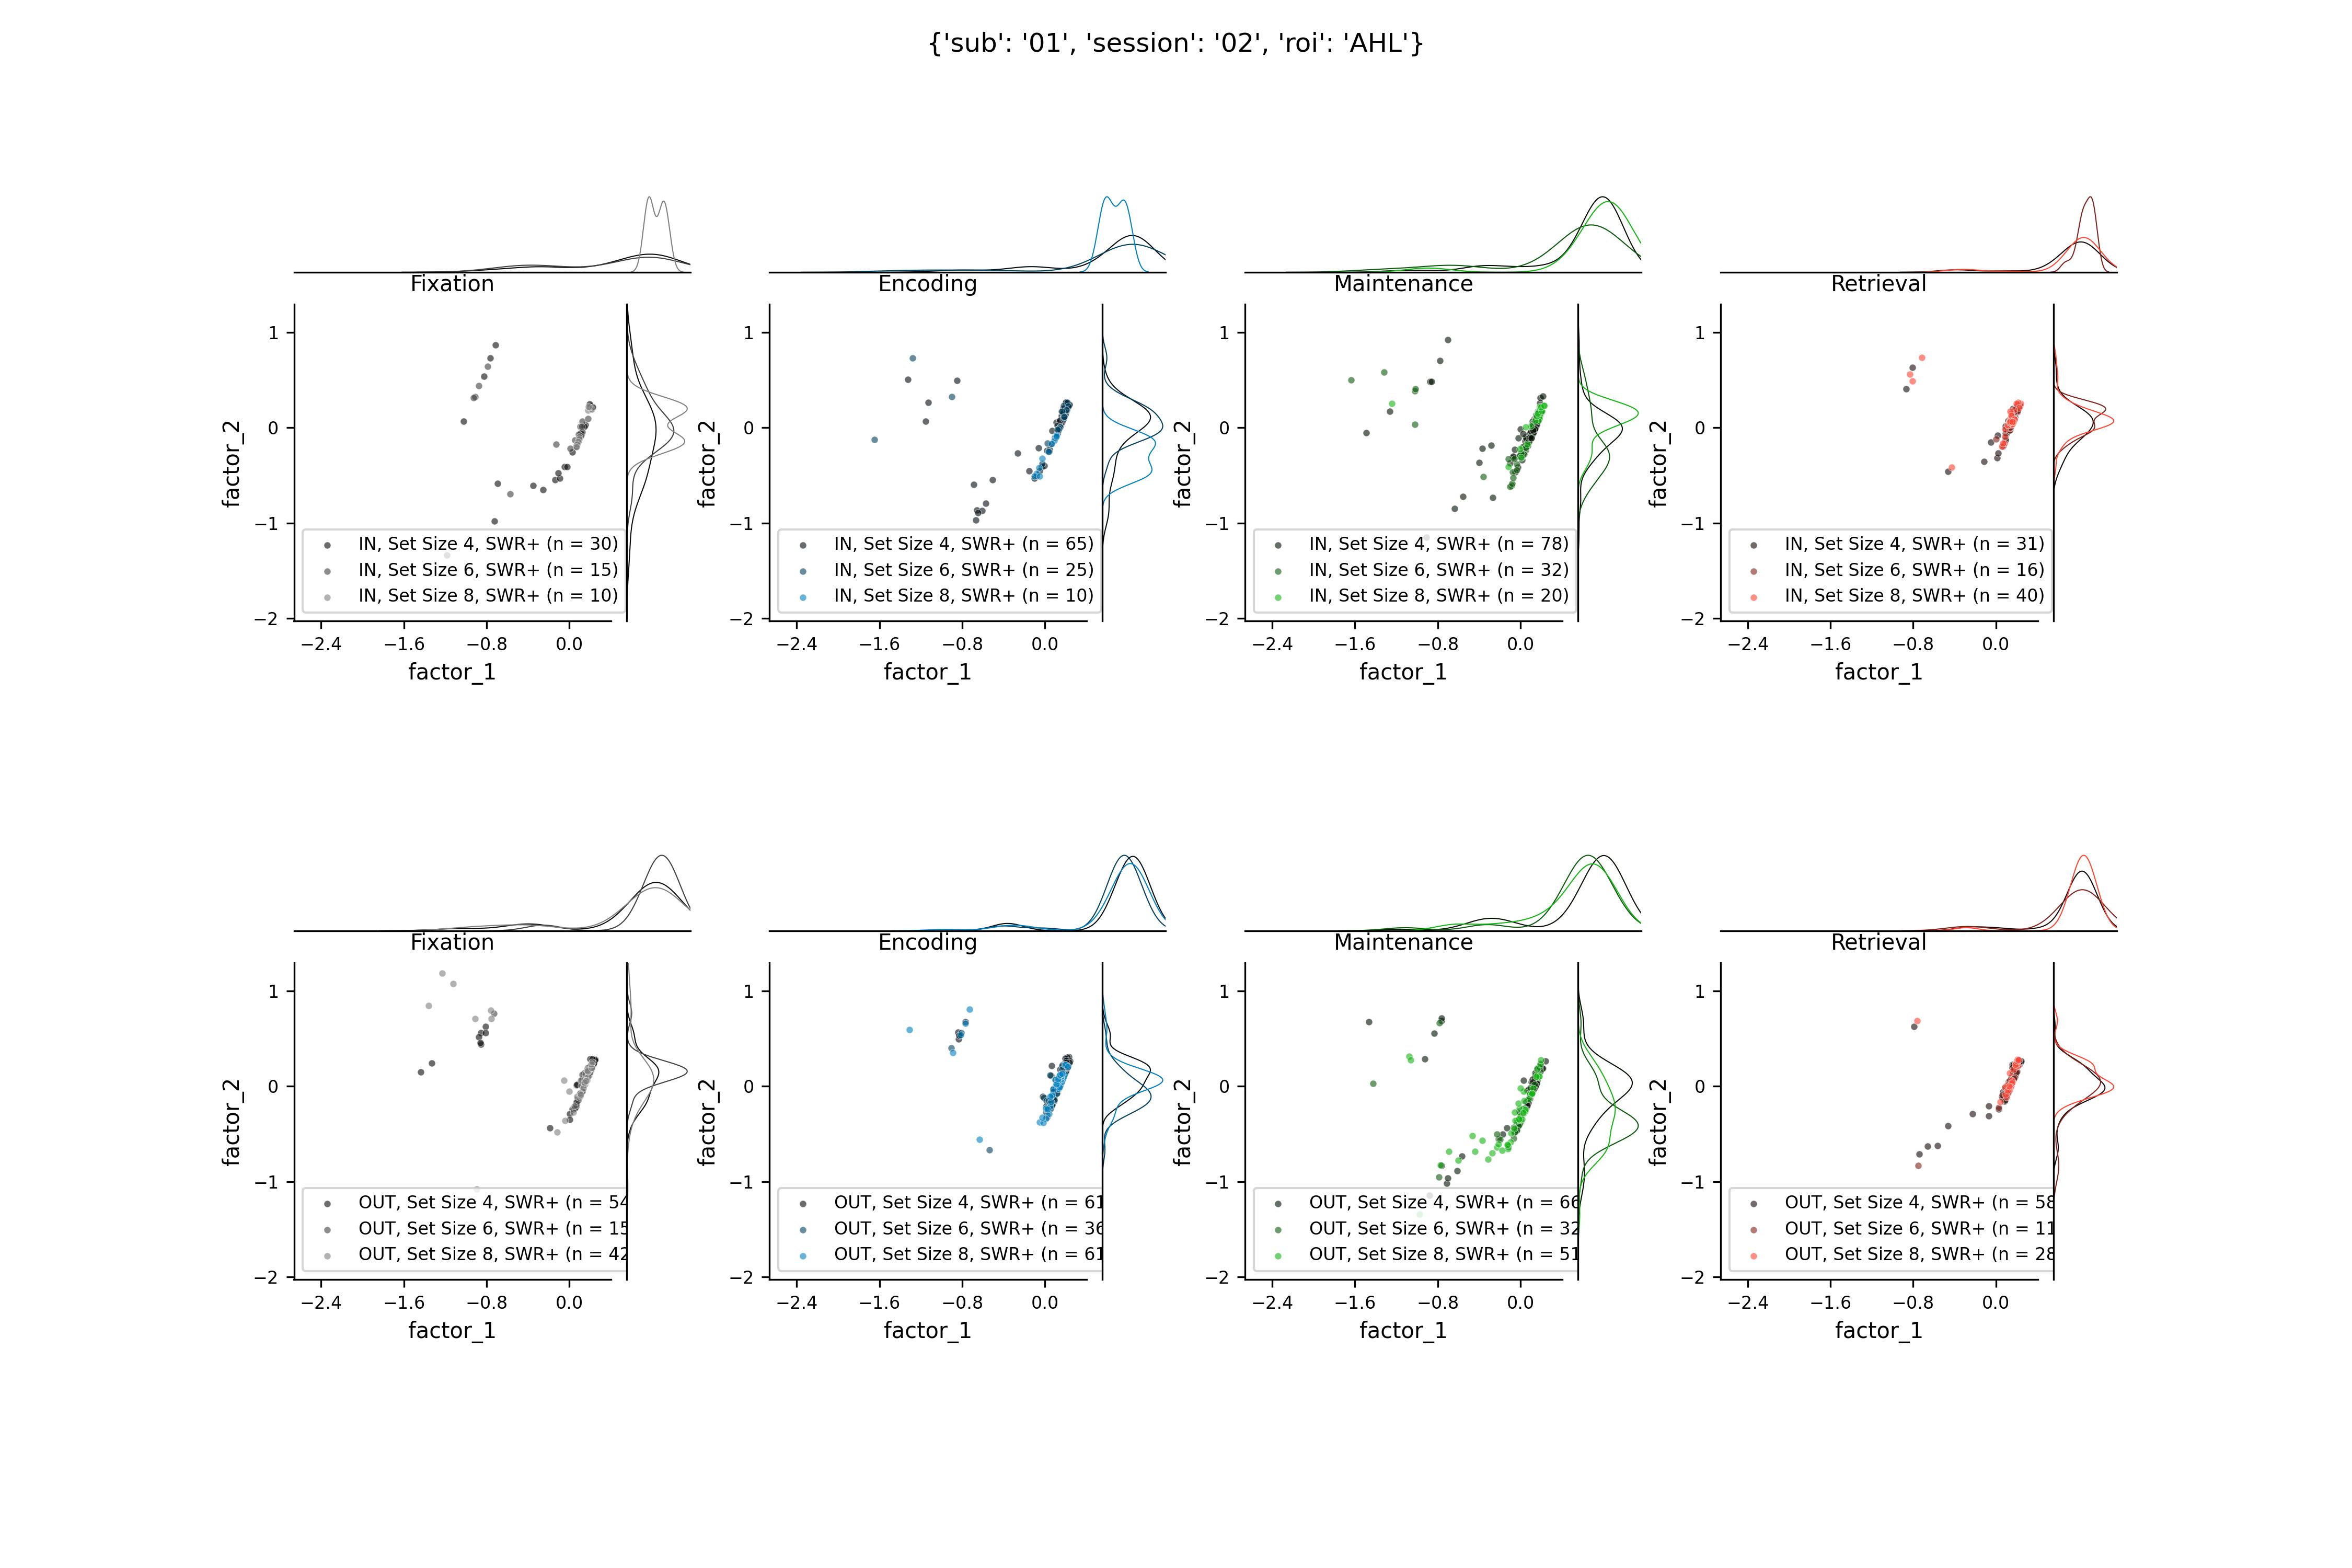 {'sub': '01', 'session': '02', 'roi': 'AHL'}
Fixation
1
0
−1
−2
factor_2
IN, Set Size 4, SWR+ (n = 30)
IN, Set Size 6, SWR+ (n = 15)
IN, Set Size 8, SWR+ (n = 10)
−2.4 −1.6 −0.8 0.0
factor_1
Encoding
1
0
−1
−2
factor_2
IN, Set Size 4, SWR+ (n = 65)
IN, Set Size 6, SWR+ (n = 25)
IN, Set Size 8, SWR+ (n = 10)
−2.4 −1.6 −0.8 0.0
factor_1
Maintenance
1
0
−1
−2
factor_2
IN, Set Size 4, SWR+ (n = 78)
IN, Set Size 6, SWR+ (n = 32)
IN, Set Size 8, SWR+ (n = 20)
−2.4 −1.6 −0.8 0.0
factor_1
Retrieval
1
0
−1
−2
factor_2
IN, Set Size 4, SWR+ (n = 31)
IN, Set Size 6, SWR+ (n = 16)
IN, Set Size 8, SWR+ (n = 40)
−2.4 −1.6 −0.8 0.0
factor_1
Fixation
1
0
−1
−2
factor_2
OUT, Set Size 4, SWR+ (n = 54
OUT, Set Size 6, SWR+ (n = 15
OUT, Set Size 8, SWR+ (n = 42
−2.4 −1.6 −0.8 0.0
factor_1
Encoding
1
0
−1
−2
factor_2
OUT, Set Size 4, SWR+ (n = 61
OUT, Set Size 6, SWR+ (n = 36
OUT, Set Size 8, SWR+ (n = 61
−2.4 −1.6 −0.8 0.0
factor_1
Maintenance
1
0
−1
−2
factor_2
OUT, Set Size 4, SWR+ (n = 66
OUT, Set Size 6, SWR+ (n = 32
OUT, Set Size 8, SWR+ (n = 51
−2.4 −1.6 −0.8 0.0
factor_1
Retrieval
1
0
−1
−2
factor_2
OUT, Set Size 4, SWR+ (n = 58
OUT, Set Size 6, SWR+ (n = 11
OUT, Set Size 8, SWR+ (n = 28
−2.4 −1.6 −0.8 0.0
factor_1